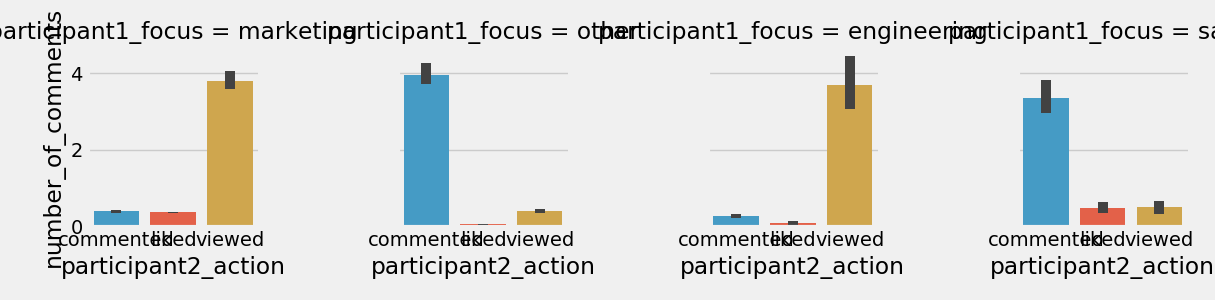 participant1_focus = marketing
participant1_focus = other
participant1_focus = engineering
participant1_focus = sa
number_of_comments
4
2
0
commented liked viewed
commented liked viewed
commented liked viewed
commented liked viewed
participant2_action
participant2_action
participant2_action
participant2_action